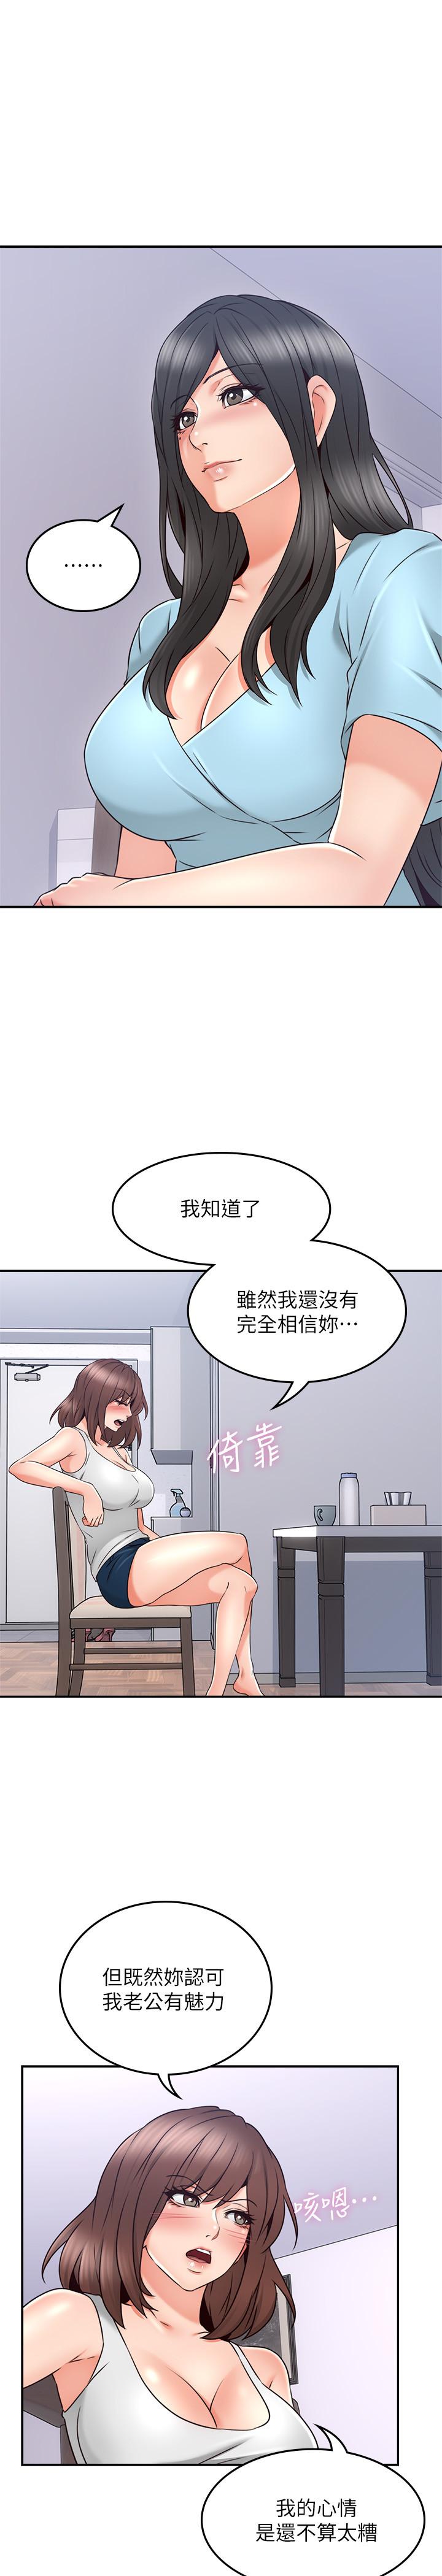 ……
我知道了
雖然我還沒有
完全相信妳…
倚靠
但既然妳認可
我老公有魅力
咳嗯…
我的心情
是還不算太糟